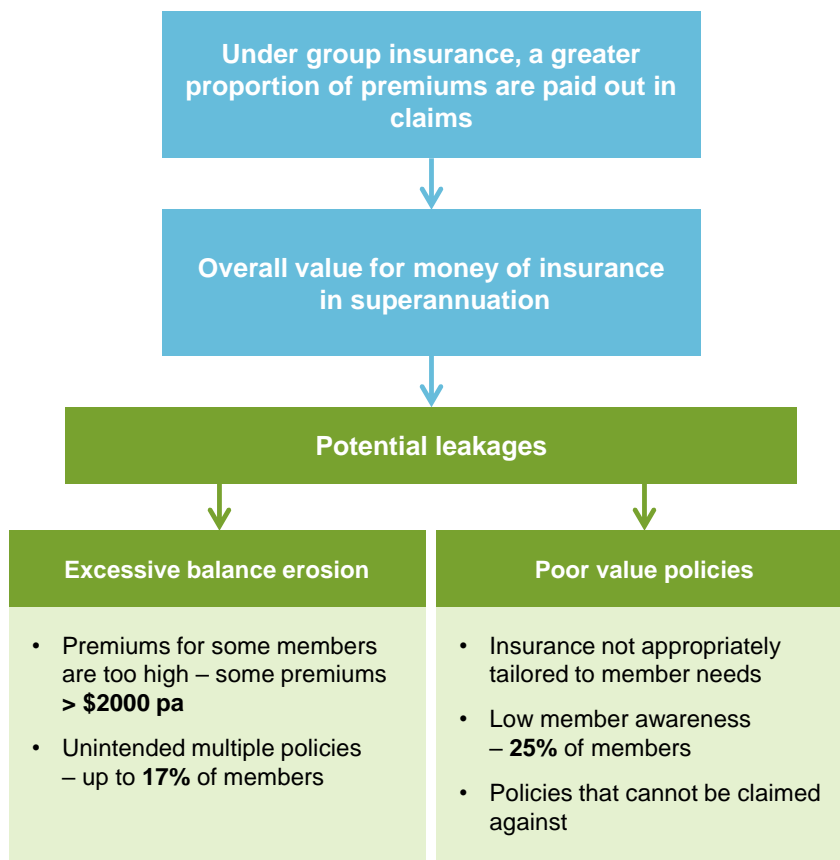 Under group insurance, a greater
proportion of premiums are paid out in
claims
Overall value for money of insurance
in superannuation
Potential leakages
Excessive balance erosion
• Premiums for some members
are too high – some premiums
> $2000 pa
• Unintended multiple policies
– up to 17% of members
Poor value policies
• Insurance not appropriately
tailored to member needs
• Low member awareness
– 25% of members
• Policies that cannot be claimed
against